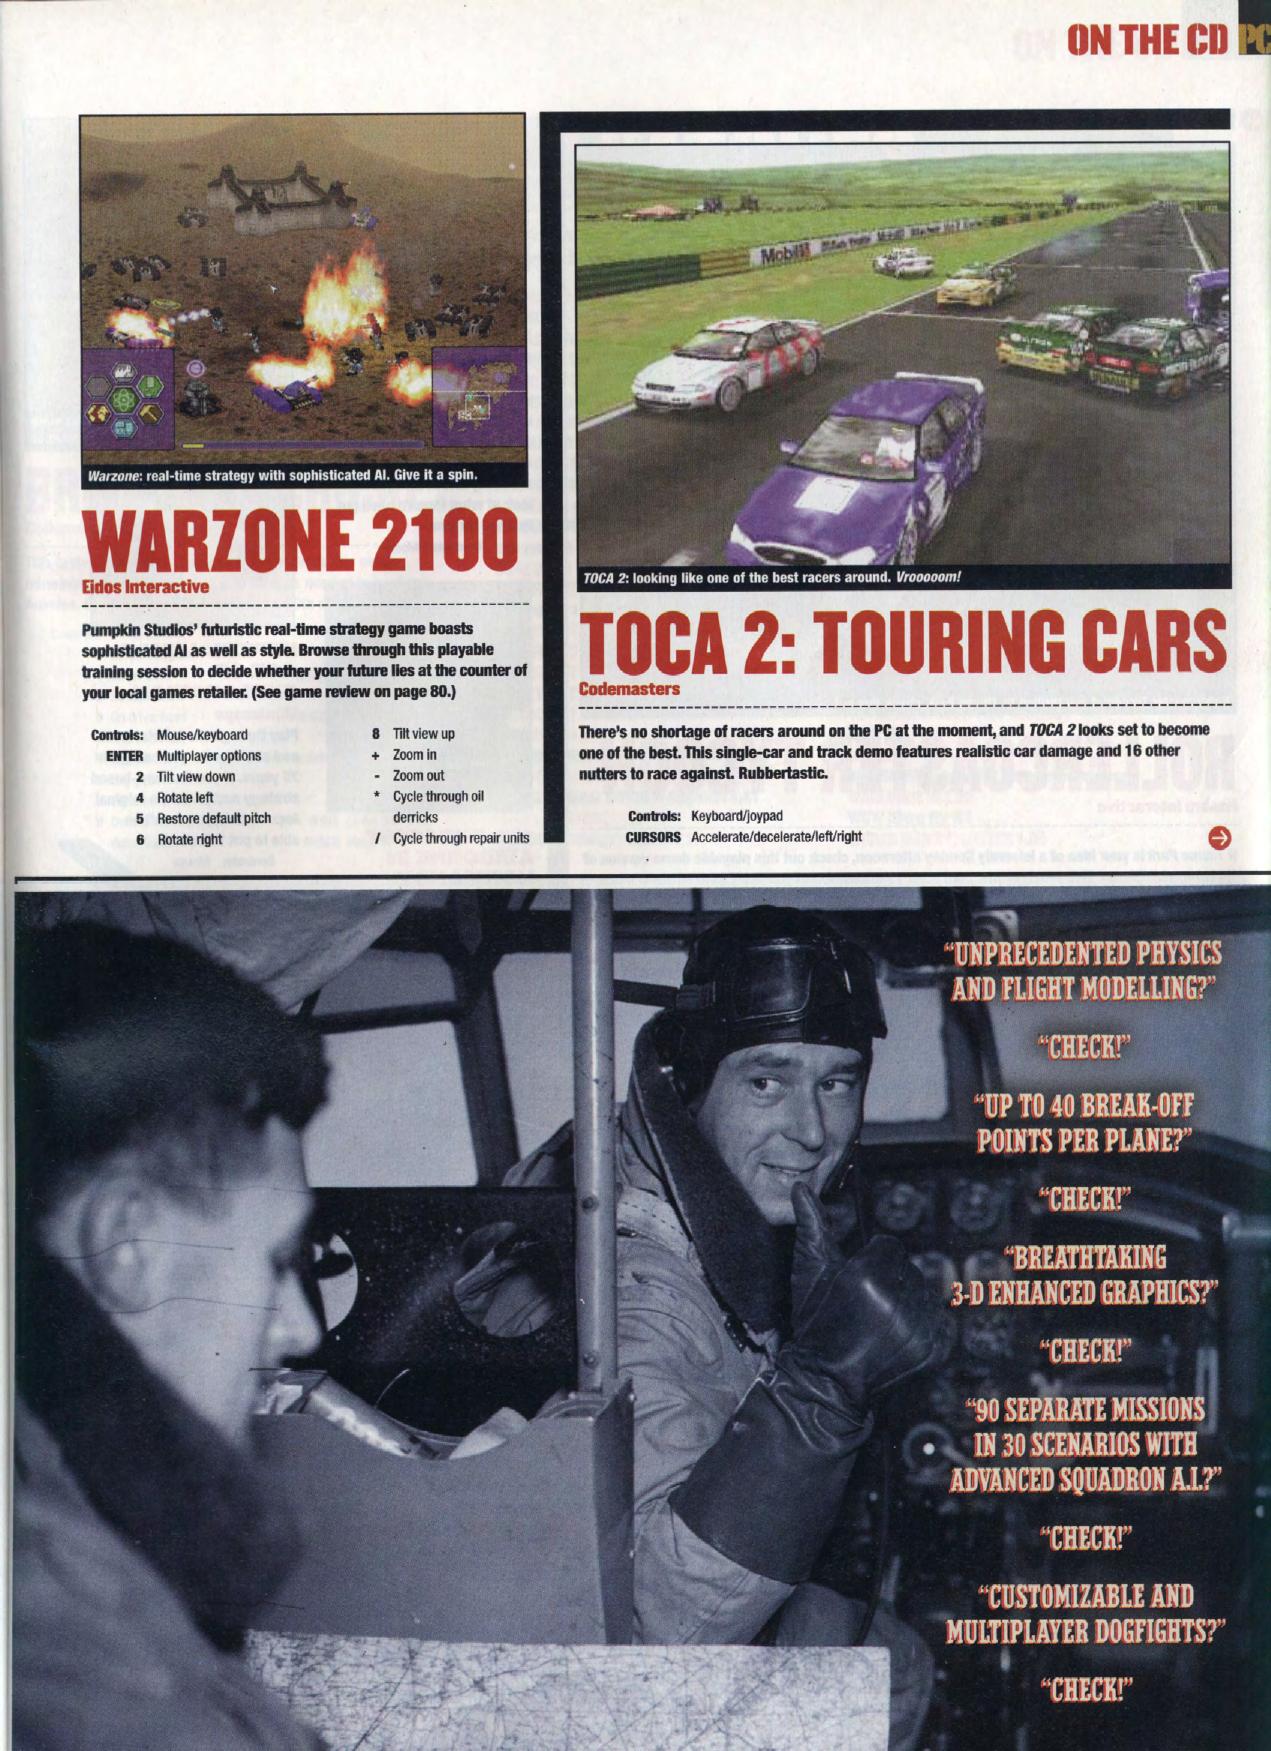 ON THE CD PC
Warzone: real-time strategy with sophisticated AI. Give it a spin.
WARZONE 2100
Eidos Interactive
Pumpkin Studios' futuristic real-time strategy game boasts
sophisticated AI as well as style. Browse through this playable
training session to decide whether your future lies at the counter of
your local games retailer. (See game review on page 80.)
Controls: Mouse/keyboard
ENTER Multiplayer options
2 Tilt view down
4 Rotate left
5 Restore default pitch
6 Rotate right
8 Tilt view up
+ Zoom in
- Zoom out
* Cycle through oil
derricks
/ Cycle through repair units
Mobil
TOCA 2: looking like one of the best racers around. Vrooooom!
TOCA 2: TOURING CARS
Codemasters
There's no shortage of racers around on the PC at the moment, and TOCA 2 looks set to become
one of the best. This single-car and track demo features realistic car damage and 16 other
nutters to race against. Rubbertastic.
Controls: Keyboard/joypad
CURSORS Accelerate/decelerate/left/right
"UNPRECEDENTED PHYSICS
AND FLIGHT MODELLING?"
"CHECK!"
"UP TO 40 BREAK-OFF
POINTS PER PLANE?"
"CHECK!"
"BREATHTAKING
3-D ENHANCED GRAPHICS?"
"CHECK!"
"90 SEPARATE MISSIONS
IN 30 SCENARIOS WITH
ADVANCED SQUADRON A.I.?"
"CHECK!"
"CUSTOMIZABLE AND
MULTIPLAYER DOGFIGHTS?"
"CHECK!"